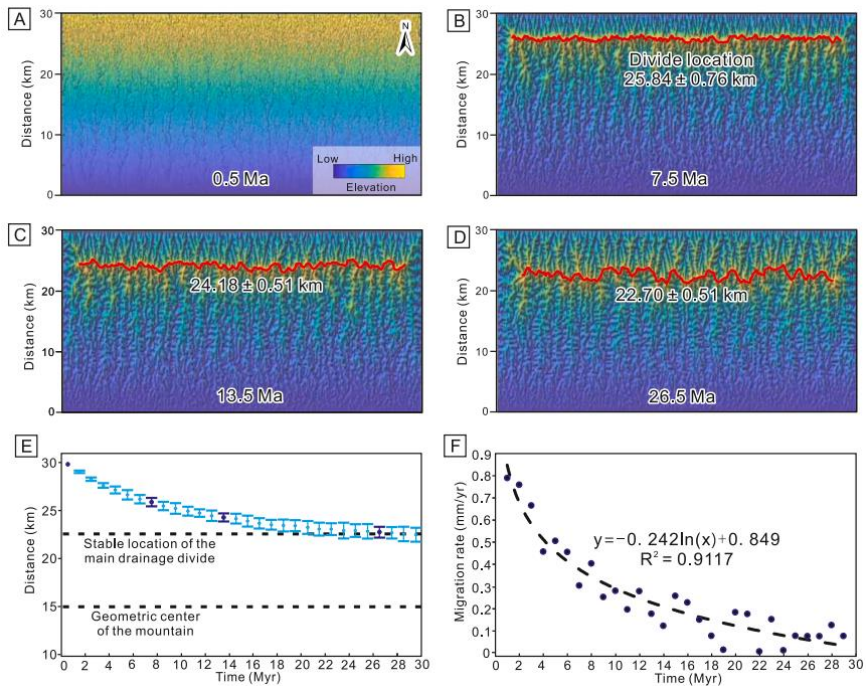 A
30
20
10
0
Distance (km)
N
Low High
Elevation
0.5 Ma
B
30
20
10
0
Distance (km)
Divide location
25.84 ± 0.76 km
7.5 Ma
C
30
20
10
0
Distance (km)
24.18 ± 0.51 km
13.5 Ma
D
30
20
10
0
Distance (km)
22.70 ± 0.51 km
26.5 Ma
E
30
25
20
15
10
Distance (km)
Stable location of the
main drainage divide
Geometric center
of the mountain
0 2 4 6 8 10 12 14 16 18 20 22 24 26 28 30
Time (Myr)
F
0.9
0.8
0.7
0.6
0.5
0.4
0.3
0.2
0.1
0
Migration rate (mm/yr)
y=−0.242ln(x)+0.849
R² = 0.9117
0 2 4 6 8 10 12 14 16 18 20 22 24 26 28 30
Time (Myr)